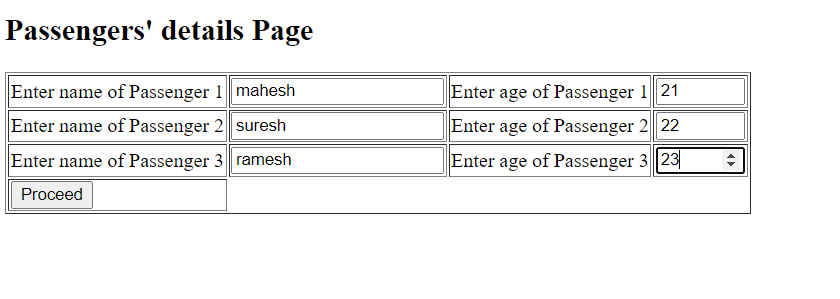 Passengers' details Page
Enter name of Passenger 1 mahesh Enter age of Passenger 1 21
Enter name of Passenger 2 suresh Enter age of Passenger 2 22
Enter name of Passenger 3 ramesh Enter age of Passenger 3 23
Proceed